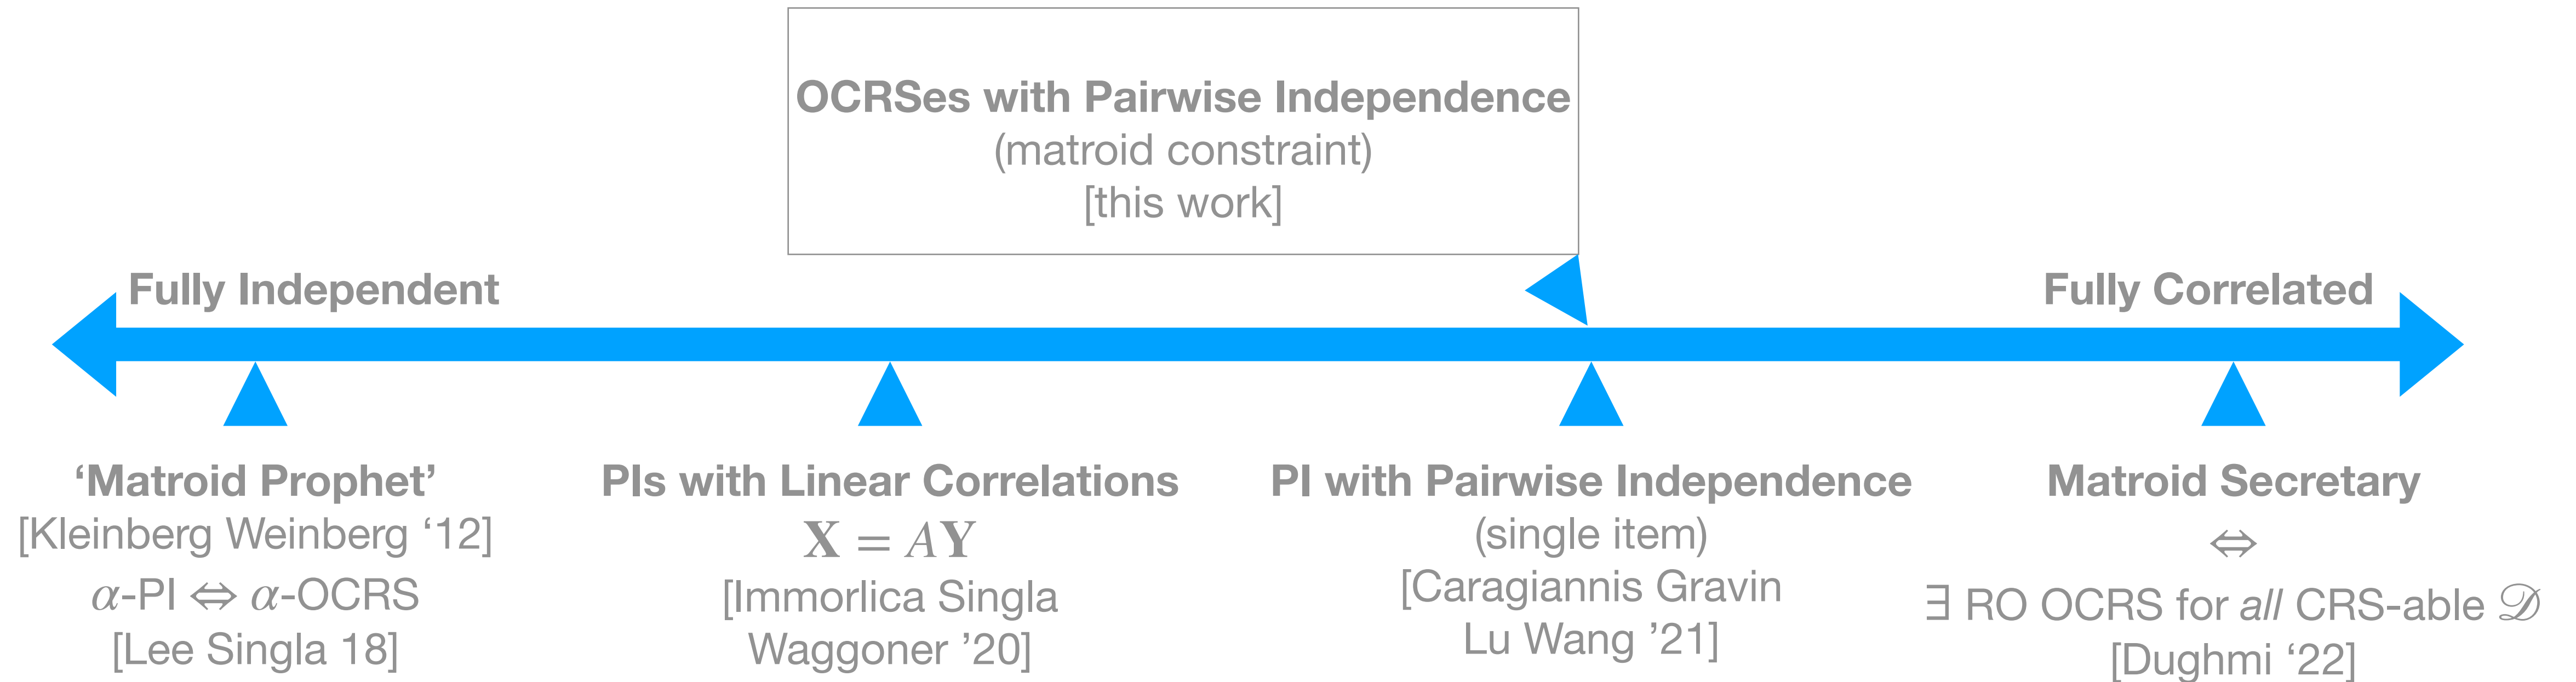 OCRSes with Pairwise Independence
(matroid constraint)
[this work]
Fully Independent
Fully Correlated
‘Matroid Prophet’
[Kleinberg Weinberg ‘12]
α-PI ⇔ α-OCRS
[Lee Singla 18]
PIs with Linear Correlations
X = AY
[Immorlica Singla
Waggoner ’20]
PI with Pairwise Independence
(single item)
[Caragiannis Gravin
Lu Wang ’21]
Matroid Secretary
⇔
∃ RO OCRS for all CRS-able 𝒟
[Dughmi ‘22]